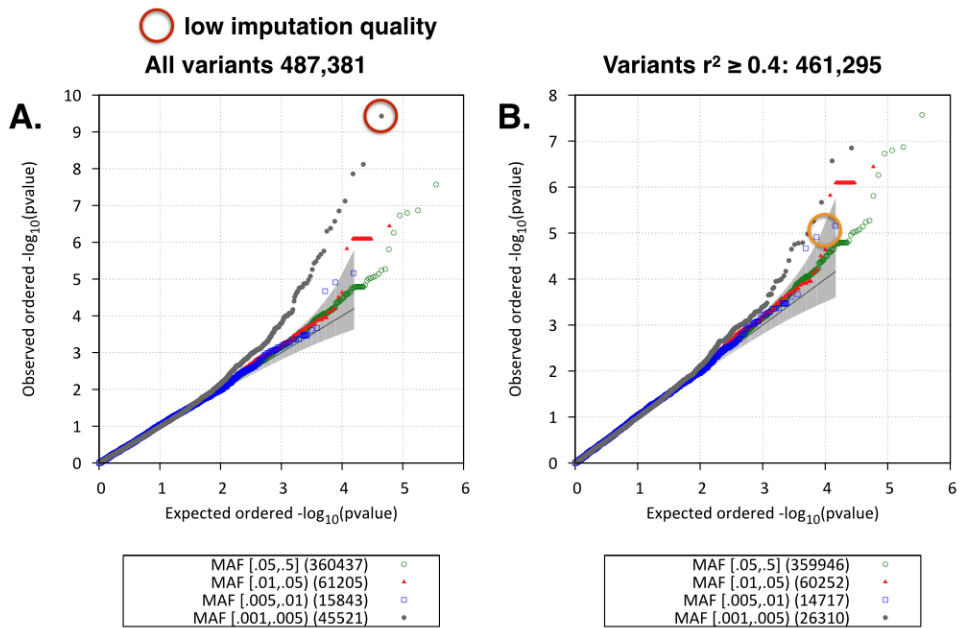 low imputation quality
All variants 487,381
Variants r² ≥ 0.4: 461,295
A.
10
9
8
7
6
5
4
3
2
1
0
Observed ordered -log₁₀(pvalue)
0 1 2 3 4 5 6
Expected ordered -log₁₀(pvalue)
MAF [.05,.5] (360437)
MAF [.01,.05) (61205)
MAF [.005,.01) (15843)
MAF [.001,.005) (45521)
B.
8
7
6
5
4
3
2
1
0
Observed ordered -log₁₀(pvalue)
0 1 2 3 4 5 6
Expected ordered -log₁₀(pvalue)
MAF [.05,.5] (359946)
MAF [.01,.05) (60252)
MAF [.005,.01) (14717)
MAF [.001,.005) (26310)